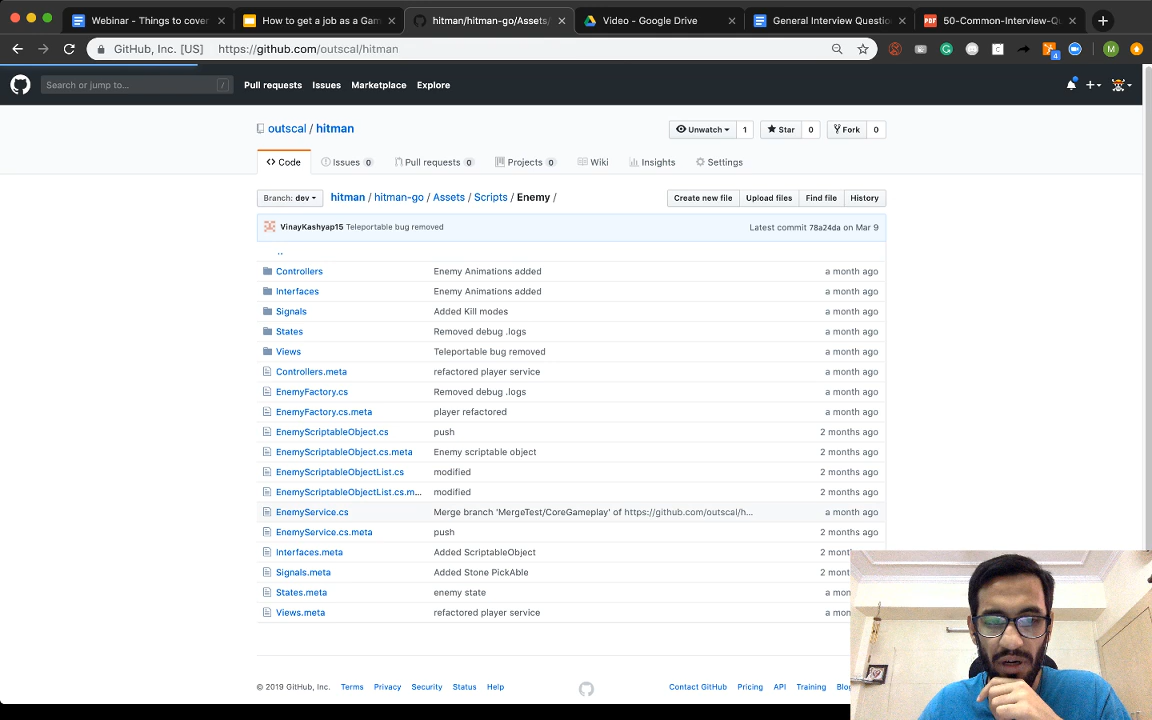 Webinar - Things to cover
How to get a job as a Gam
hitman/hitman-go/Assets/
Video - Google Drive
General Interview Questio
50-Common-Interview-Qu
GitHub, Inc. [US]
https://github.com/outscal/hitman
4
M
Search or jump to...
/
Pull requests
Issues
Marketplace
Explore
outscal / hitman
Unwatch
1
Star
0
Fork
0
Code
Issues 0
Pull requests 0
Projects 0
Wiki
Insights
Settings
Branch: dev
hitman / hitman-go / Assets / Scripts / Enemy /
Create new file
Upload files
Find file
History
VinayKashyap15 Teleportable bug removed
Latest commit 78a24da on Mar 9
..
Controllers Enemy Animations added a month ago
Interfaces Enemy Animations added a month ago
Signals Added Kill modes a month ago
States Removed debug .logs a month ago
Views Teleportable bug removed a month ago
Controllers.meta refactored player service a month ago
EnemyFactory.cs Removed debug .logs a month ago
EnemyFactory.cs.meta player refactored a month ago
EnemyScriptableObject.cs push 2 months ago
EnemyScriptableObject.cs.meta Enemy scriptable object 2 months ago
EnemyScriptableObjectList.cs modified 2 months ago
EnemyScriptableObjectList.cs.m... modified 2 months ago
EnemyService.cs Merge branch 'MergeTest/CoreGameplay' of https://github.com/outscal/h... a month ago
EnemyService.cs.meta push 2 months ago
Interfaces.meta Added ScriptableObject 2 mont
Signals.meta Added Stone PickAble 2 mont
States.meta enemy state a mon
Views.meta refactored player service a mon
© 2019 GitHub, Inc.
Terms
Privacy
Security
Status
Help
Contact GitHub
Pricing
API
Training
Blog